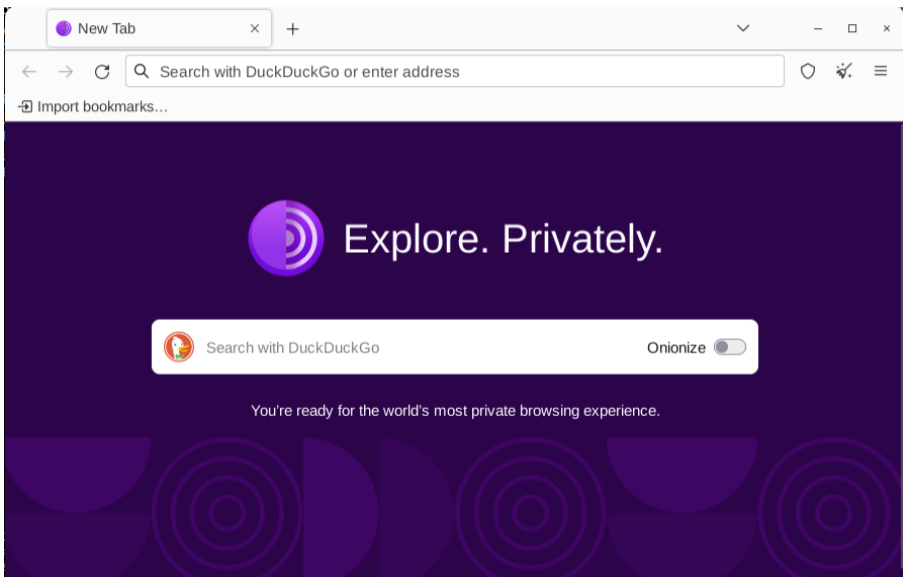 New Tab
Search with DuckDuckGo or enter address
Import bookmarks…
Explore. Privately.
Search with DuckDuckGo Onionize
You’re ready for the world’s most private browsing experience.